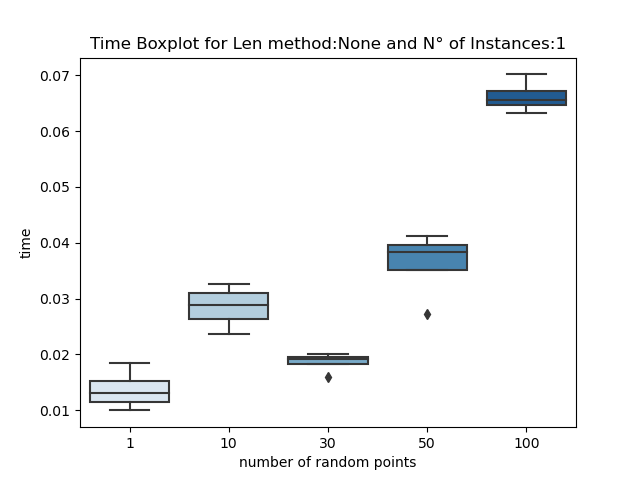 Time Boxplot for Len method:None and N° of Instances:1
0.07
0.06
0.05
0.04
0.03
0.02
0.01
time
1 10 30 50 100
number of random points